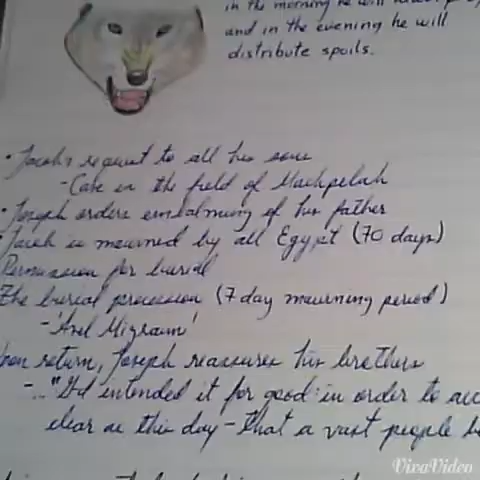 in the morning he will
and in the evening he will
distribute spoils.
• Jacob's request to all his sons
- Cave in the field of Machpelah
• Joseph orders embalming of his father
Jacob is mourned by all Egypt (70 days)
Permission for burial
The burial procession (7 day mourning period)
- 'Abel Mizraim'
return, Joseph reassures his brothers
- ..."God intended it for good: in order to
clear as this day - that a vast people
VivaVideo